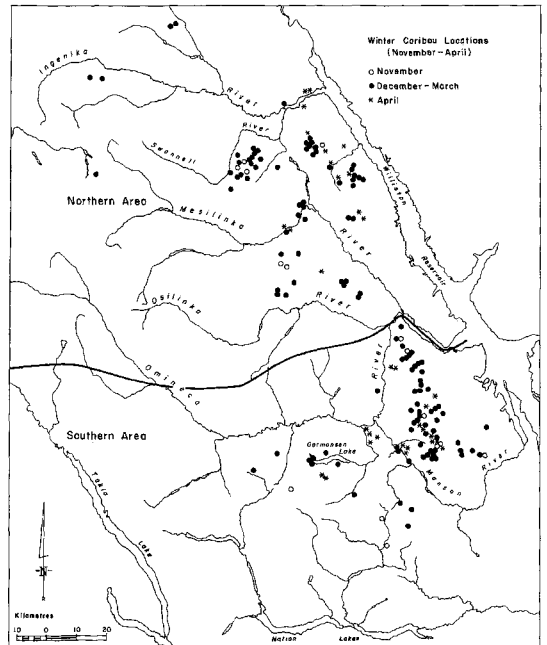 Winter Caribou Locations
(November-April)
November
December-March
April
Ingenika
River
River
Swannell
Northern Area
Mesilinka
River
Williston
Reservoir
Osilinka
River
Omineca
River
Southern Area
Germansen
Lake
Manson
River
Takla
Lake
N
Kilometres
10 0 10 20
Nation Lakes